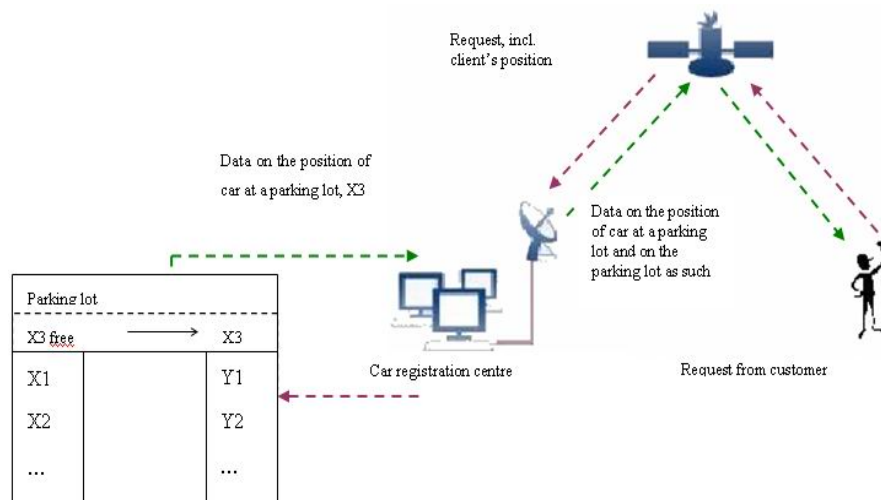 Request, incl.
client's position
Data on the position of
car at a parking lot, X3
Data on the position
of car at a parking
lot and on the
parking lot as such
Parking lot
X3 free
X3
X1
Y1
X2
Y2
...
...
Car registration centre
Request from customer